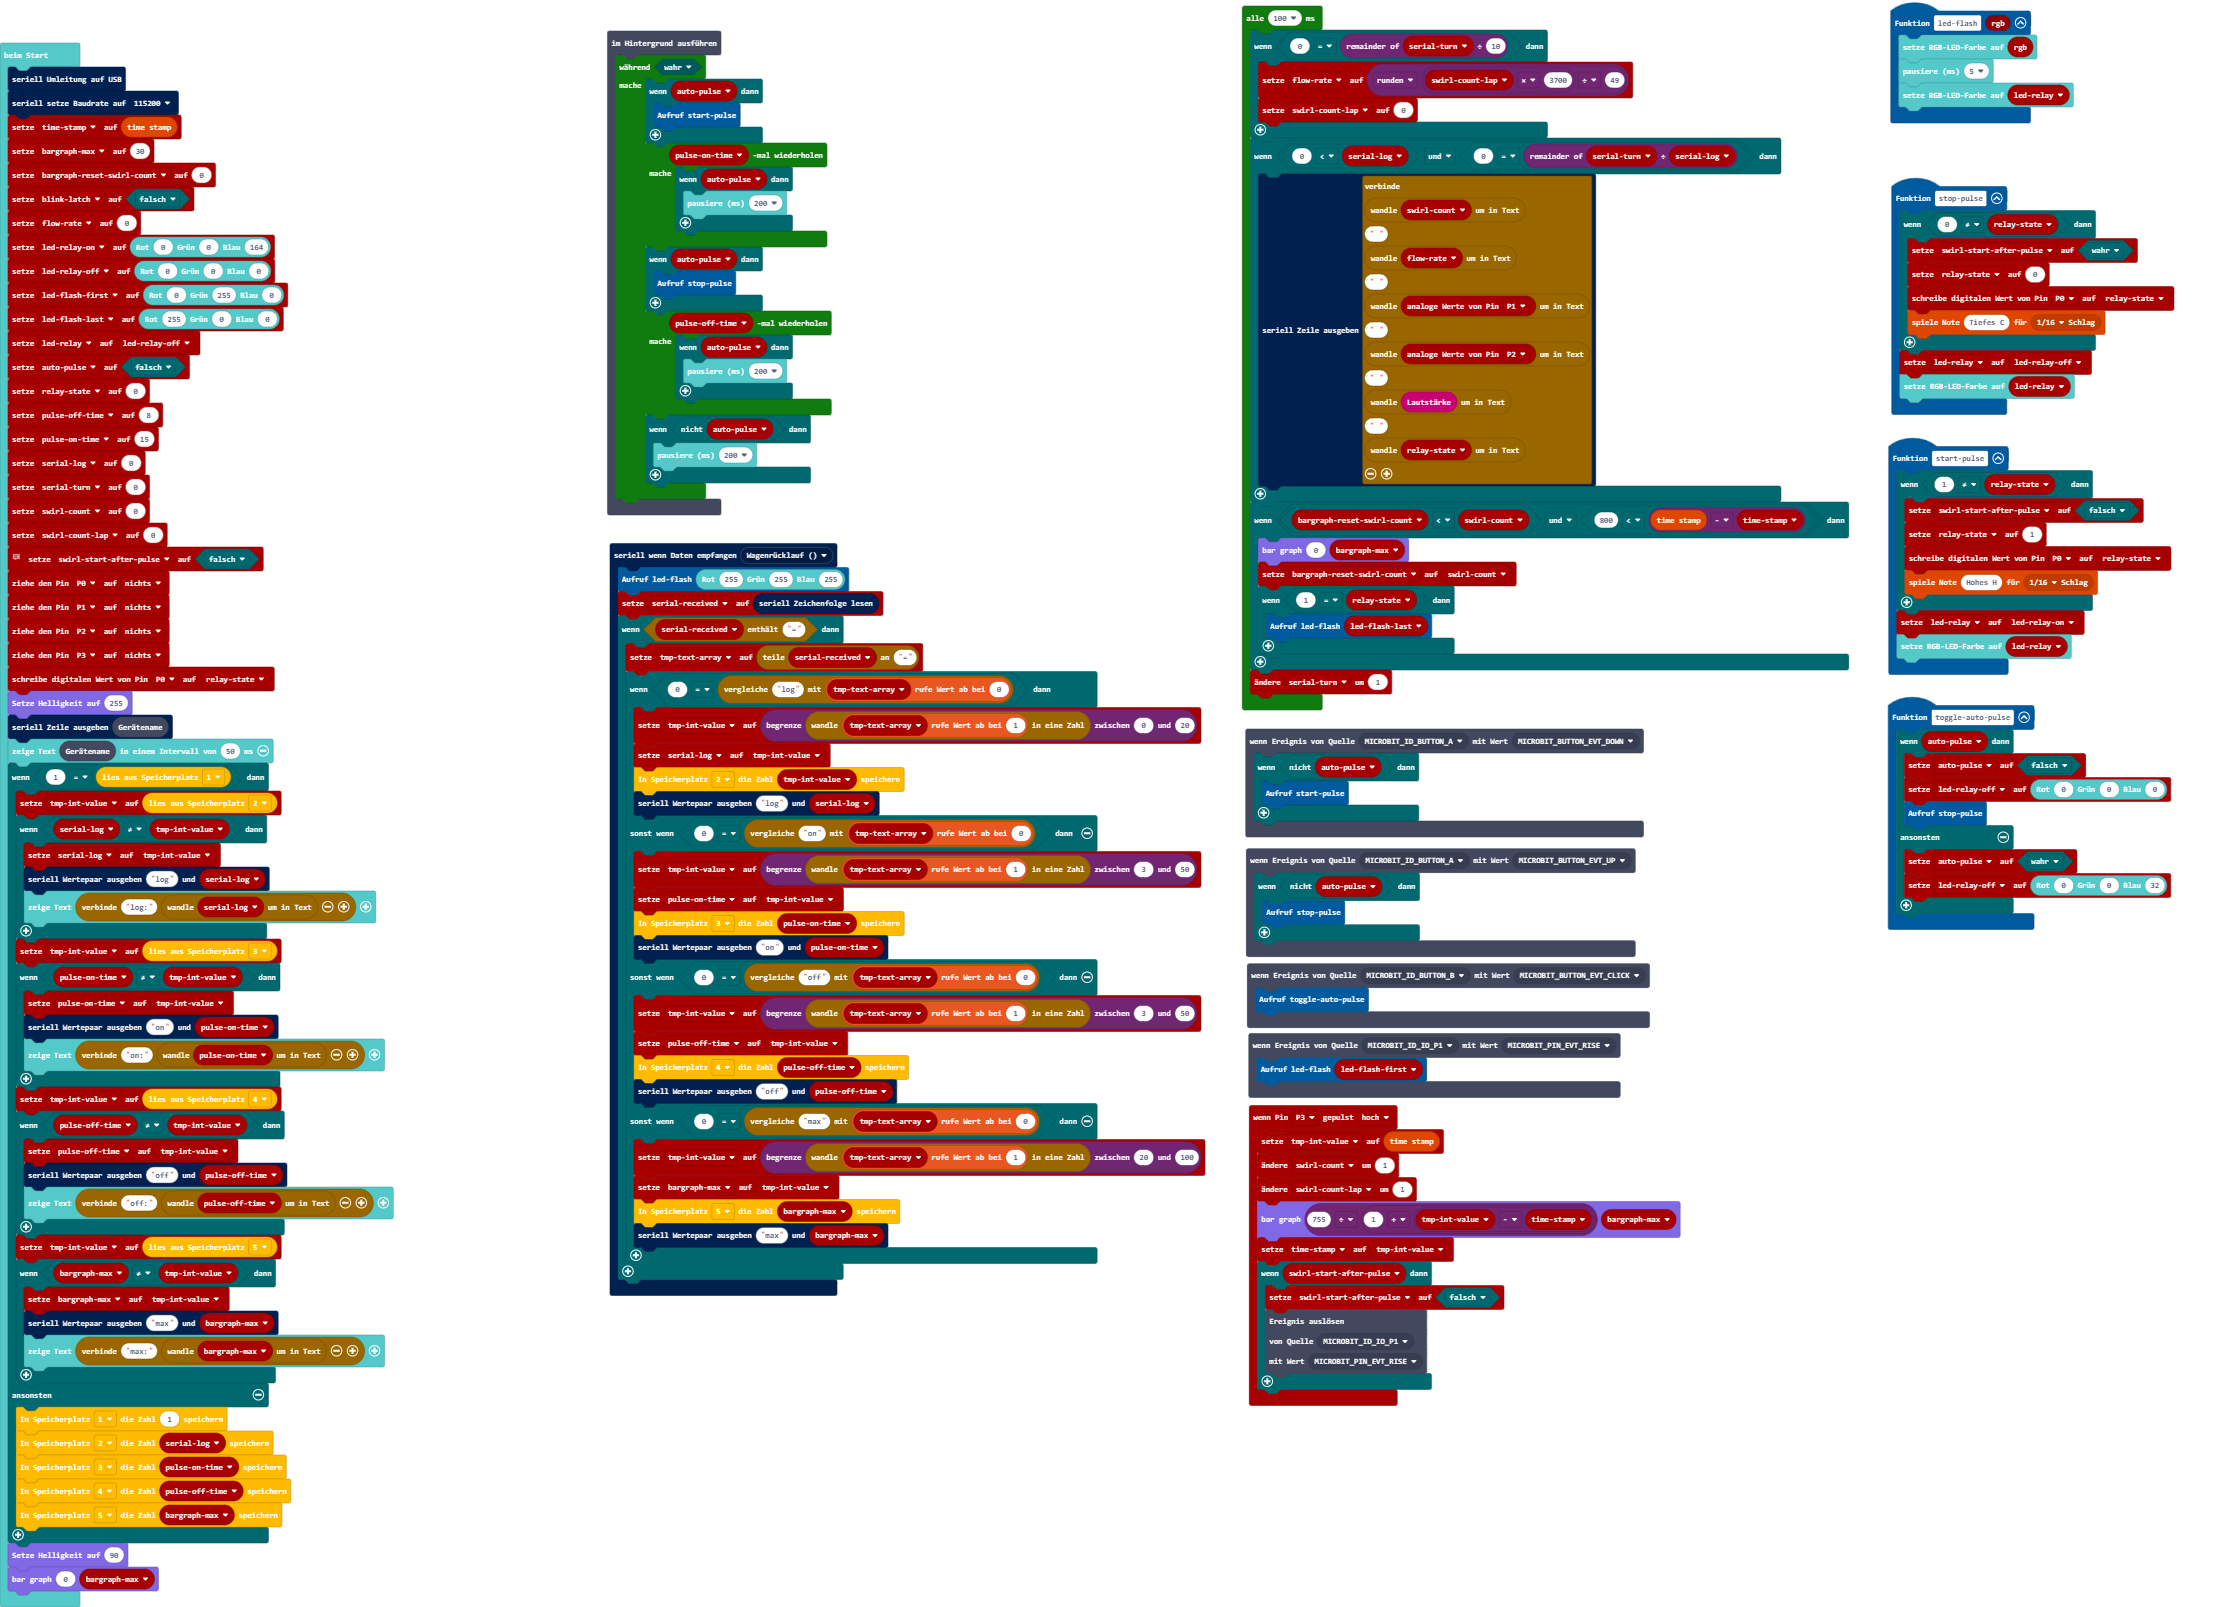 beim Start
seriell Umleitung auf USB
seriell setze Baudrate auf 115200
setze time-stamp auf time stamp
setze bargraph-max auf 30
setze bargraph-reset-swirl-count auf 0
setze blink-latch auf falsch
setze flow-rate auf 0
setze led-relay-on auf Rot 0 Grün 0 Blau 164
setze led-relay-off auf Rot 0 Grün 0 Blau 0
setze led-flash-first auf Rot 0 Grün 255 Blau 0
setze led-flash-last auf Rot 255 Grün 0 Blau 0
setze led-relay auf led-relay-off
setze auto-pulse auf falsch
setze relay-state auf 0
setze pulse-off-time auf 8
setze pulse-on-time auf 15
setze serial-log auf 0
setze serial-turn auf 0
setze swirl-count auf 0
setze swirl-count-lap auf 0
setze swirl-start-after-pulse auf falsch
ziehe den Pin P0 auf nichts
ziehe den Pin P1 auf nichts
ziehe den Pin P2 auf nichts
ziehe den Pin P3 auf nichts
schreibe digitalen Wert von Pin P0 auf relay-state
Setze Helligkeit auf 255
seriell Zeile ausgeben Gerätename
zeige Text Gerätename in einem Intervall von 50 ms
wenn 1 = lies aus Speicherplatz 1 dann
setze tmp-int-value auf lies aus Speicherplatz 2
wenn serial-log ≠ tmp-int-value dann
setze serial-log auf tmp-int-value
seriell Wertepaar ausgeben "log" und serial-log
zeige Text verbinde "log:" wandle serial-log um in Text
setze tmp-int-value auf lies aus Speicherplatz 3
wenn pulse-on-time ≠ tmp-int-value dann
setze pulse-on-time auf tmp-int-value
seriell Wertepaar ausgeben "on" und pulse-on-time
zeige Text verbinde "on:" wandle pulse-on-time um in Text
setze tmp-int-value auf lies aus Speicherplatz 4
wenn pulse-off-time ≠ tmp-int-value dann
setze pulse-off-time auf tmp-int-value
seriell Wertepaar ausgeben "off" und pulse-off-time
zeige Text verbinde "off:" wandle pulse-off-time um in Text
setze tmp-int-value auf lies aus Speicherplatz 5
wenn bargraph-max ≠ tmp-int-value dann
setze bargraph-max auf tmp-int-value
seriell Wertepaar ausgeben "max" und bargraph-max
zeige Text verbinde "max:" wandle bargraph-max um in Text
ansonsten
In Speicherplatz 1 die Zahl 1 speichern
In Speicherplatz 2 die Zahl serial-log speichern
In Speicherplatz 3 die Zahl pulse-on-time speichern
In Speicherplatz 4 die Zahl pulse-off-time speichern
In Speicherplatz 5 die Zahl bargraph-max speichern
Setze Helligkeit auf 90
bar graph 0 bargraph-max
im Hintergrund ausführen
während wahr
mache
wenn auto-pulse dann
Aufruf start-pulse
pulse-on-time -mal wiederholen
mache
wenn auto-pulse dann
pausiere (ms) 200
wenn auto-pulse dann
Aufruf stop-pulse
pulse-off-time -mal wiederholen
mache
wenn auto-pulse dann
pausiere (ms) 200
wenn nicht auto-pulse dann
pausiere (ms) 200
seriell wenn Daten empfangen Wagenrücklauf ()
Aufruf led-flash Rot 255 Grün 255 Blau 255
setze serial-received auf seriell Zeichenfolge lesen
wenn serial-received enthält "=" dann
setze tmp-text-array auf teile serial-received an "="
wenn 0 = vergleiche "log" mit tmp-text-array rufe Wert ab bei 0 dann
setze tmp-int-value auf begrenze wandle tmp-text-array rufe Wert ab bei 1 in eine Zahl zwischen 0 und 20
setze serial-log auf tmp-int-value
In Speicherplatz 2 die Zahl tmp-int-value speichern
seriell Wertepaar ausgeben "log" und serial-log
sonst wenn 0 = vergleiche "on" mit tmp-text-array rufe Wert ab bei 0 dann
setze tmp-int-value auf begrenze wandle tmp-text-array rufe Wert ab bei 1 in eine Zahl zwischen 3 und 50
setze pulse-on-time auf tmp-int-value
In Speicherplatz 3 die Zahl pulse-on-time speichern
seriell Wertepaar ausgeben "on" und pulse-on-time
sonst wenn 0 = vergleiche "off" mit tmp-text-array rufe Wert ab bei 0 dann
setze tmp-int-value auf begrenze wandle tmp-text-array rufe Wert ab bei 1 in eine Zahl zwischen 3 und 50
setze pulse-off-time auf tmp-int-value
In Speicherplatz 4 die Zahl pulse-off-time speichern
seriell Wertepaar ausgeben "off" und pulse-off-time
sonst wenn 0 = vergleiche "max" mit tmp-text-array rufe Wert ab bei 0 dann
setze tmp-int-value auf begrenze wandle tmp-text-array rufe Wert ab bei 1 in eine Zahl zwischen 20 und 100
setze bargraph-max auf tmp-int-value
In Speicherplatz 5 die Zahl bargraph-max speichern
seriell Wertepaar ausgeben "max" und bargraph-max
alle 100 ms
wenn 0 = remainder of serial-turn ÷ 10 dann
setze flow-rate auf runden swirl-count-lap × 3700 ÷ 49
setze swirl-count-lap auf 0
wenn 0 < serial-log und 0 = remainder of serial-turn ÷ serial-log dann
seriell Zeile ausgeben
verbinde
wandle swirl-count um in Text
" "
wandle flow-rate um in Text
" "
wandle analoge Werte von Pin P1 um in Text
" "
wandle analoge Werte von Pin P2 um in Text
" "
wandle Lautstärke um in Text
" "
wandle relay-state um in Text
wenn bargraph-reset-swirl-count < swirl-count und 800 < time stamp - time-stamp dann
bar graph 0 bargraph-max
setze bargraph-reset-swirl-count auf swirl-count
wenn 1 = relay-state dann
Aufruf led-flash led-flash-last
ändere serial-turn um 1
wenn Ereignis von Quelle MICROBIT_ID_BUTTON_A mit Wert MICROBIT_BUTTON_EVT_DOWN
wenn nicht auto-pulse dann
Aufruf start-pulse
wenn Ereignis von Quelle MICROBIT_ID_BUTTON_A mit Wert MICROBIT_BUTTON_EVT_UP
wenn nicht auto-pulse dann
Aufruf stop-pulse
wenn Ereignis von Quelle MICROBIT_ID_BUTTON_B mit Wert MICROBIT_BUTTON_EVT_CLICK
Aufruf toggle-auto-pulse
wenn Ereignis von Quelle MICROBIT_ID_IO_P1 mit Wert MICROBIT_PIN_EVT_RISE
Aufruf led-flash led-flash-first
wenn Pin P3 gepulst hoch
setze tmp-int-value auf time stamp
ändere swirl-count um 1
ändere swirl-count-lap um 1
bar graph 755 ÷ 1 + tmp-int-value - time-stamp bargraph-max
setze time-stamp auf tmp-int-value
wenn swirl-start-after-pulse dann
setze swirl-start-after-pulse auf falsch
Ereignis auslösen
von Quelle MICROBIT_ID_IO_P1
mit Wert MICROBIT_PIN_EVT_RISE
Funktion led-flash rgb
setze RGB-LED-Farbe auf rgb
pausiere (ms) 5
setze RGB-LED-Farbe auf led-relay
Funktion stop-pulse
wenn 0 ≠ relay-state dann
setze swirl-start-after-pulse auf wahr
setze relay-state auf 0
schreibe digitalen Wert von Pin P0 auf relay-state
spiele Note Tiefes C für 1/16 Schlag
setze led-relay auf led-relay-off
setze RGB-LED-Farbe auf led-relay
Funktion start-pulse
wenn 1 ≠ relay-state dann
setze swirl-start-after-pulse auf falsch
setze relay-state auf 1
schreibe digitalen Wert von Pin P0 auf relay-state
spiele Note Hohes H für 1/16 Schlag
setze led-relay auf led-relay-on
setze RGB-LED-Farbe auf led-relay
Funktion toggle-auto-pulse
wenn auto-pulse dann
setze auto-pulse auf falsch
setze led-relay-off auf Rot 0 Grün 0 Blau 0
Aufruf stop-pulse
ansonsten
setze auto-pulse auf wahr
setze led-relay-off auf Rot 0 Grün 0 Blau 32